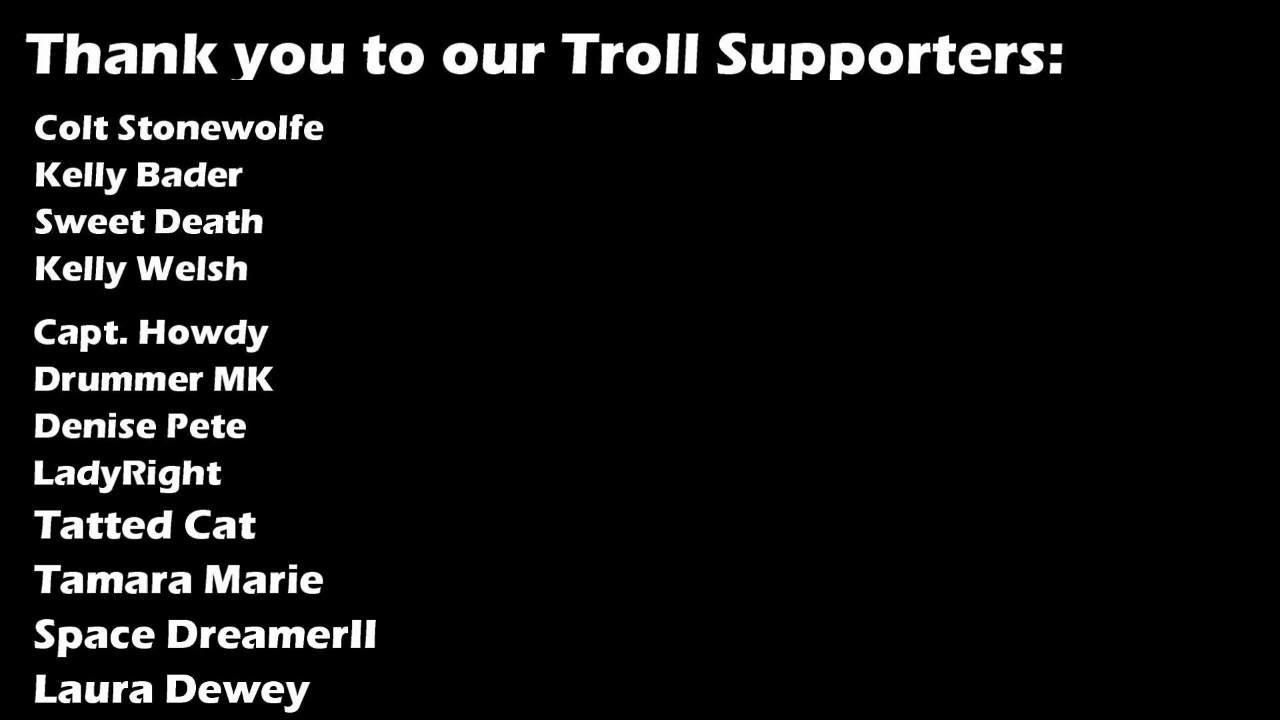 Thank you to our Troll Supporters:
Colt Stonewolfe
Kelly Bader
Sweet Death
Kelly Welsh
Capt. Howdy
Drummer MK
Denise Pete
LadyRight
Tatted Cat
Tamara Marie
Space DreamerII
Laura Dewey